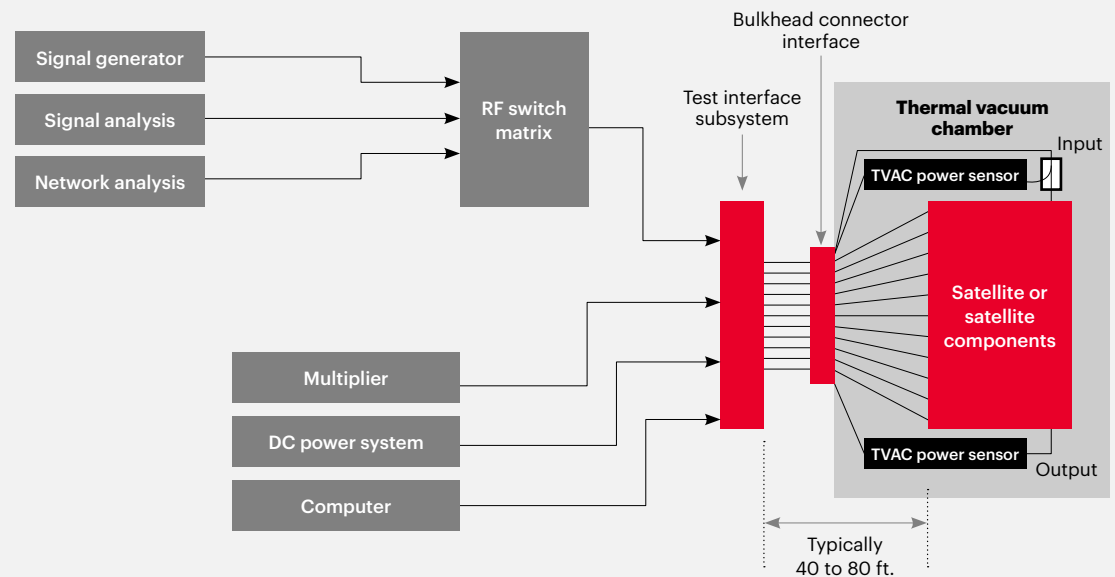 Signal generator
Signal analysis
Network analysis
RF switch
matrix
Multiplier
DC power system
Computer
Test interface
subsystem
Bulkhead connector
interface
Thermal vacuum
chamber
Input
TVAC power sensor
Satellite or
satellite
components
TVAC power sensor
Output
Typically
40 to 80 ft.